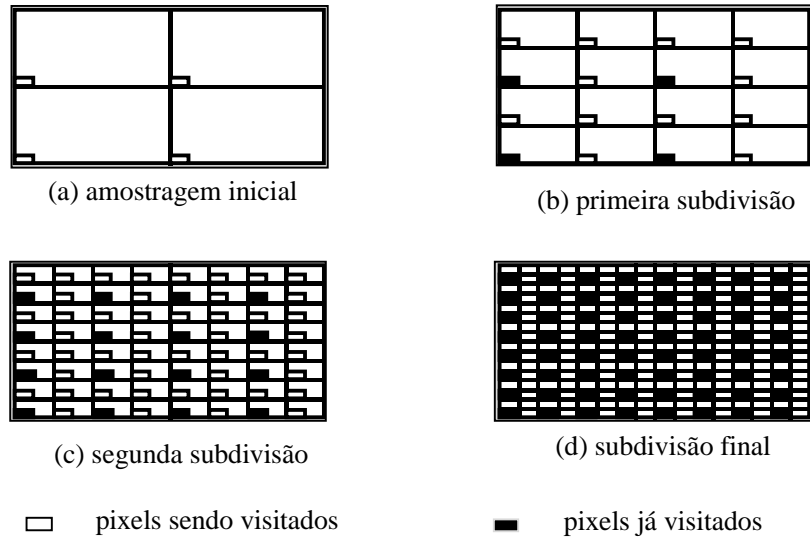 (a) amostragem inicial
(b) primeira subdivisão
(c) segunda subdivisão
(d) subdivisão final
pixels sendo visitados
pixels já visitados